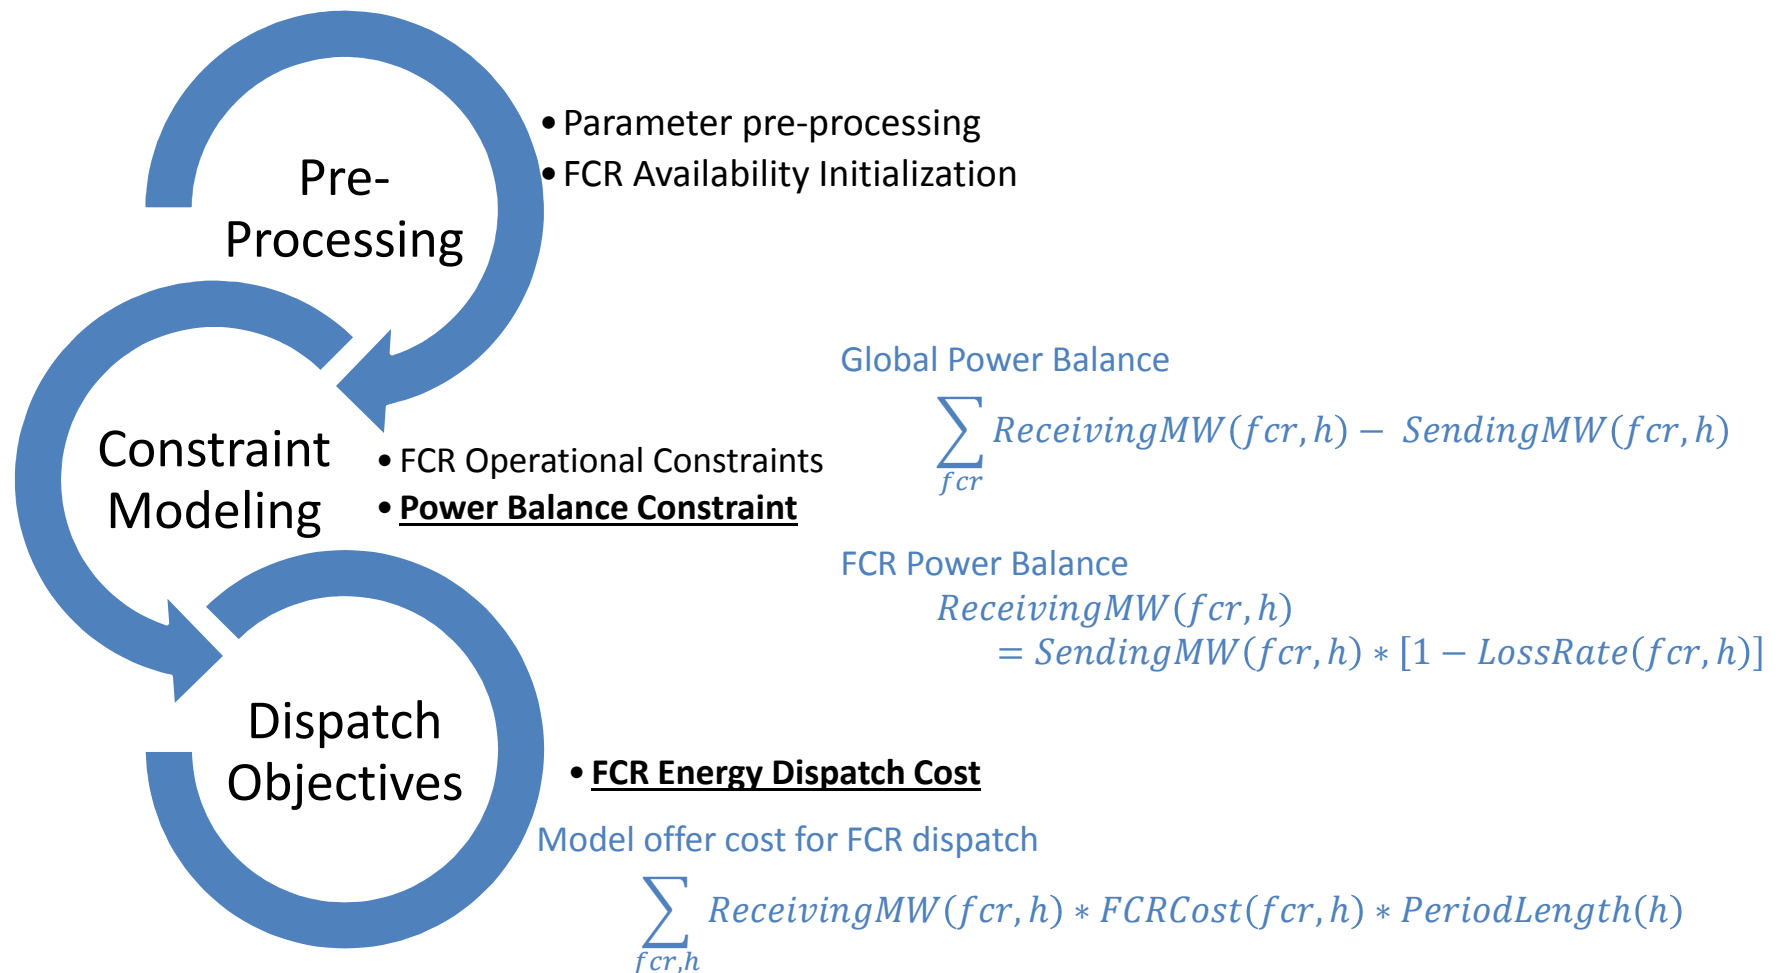 Pre-
Processing
• Parameter pre-processing
• FCR Availability Initialization
Constraint
Modeling
• FCR Operational Constraints
• Power Balance Constraint
Global Power Balance
∑ ReceivingMW(fcr, h) − SendingMW(fcr, h)
fcr
FCR Power Balance
ReceivingMW(fcr, h)
= SendingMW(fcr, h) ∗ [1 − LossRate(fcr, h)]
Dispatch
Objectives
• FCR Energy Dispatch Cost
Model offer cost for FCR dispatch
∑ ReceivingMW(fcr, h) ∗ FCRCost(fcr, h) ∗ PeriodLength(h)
fcr,h